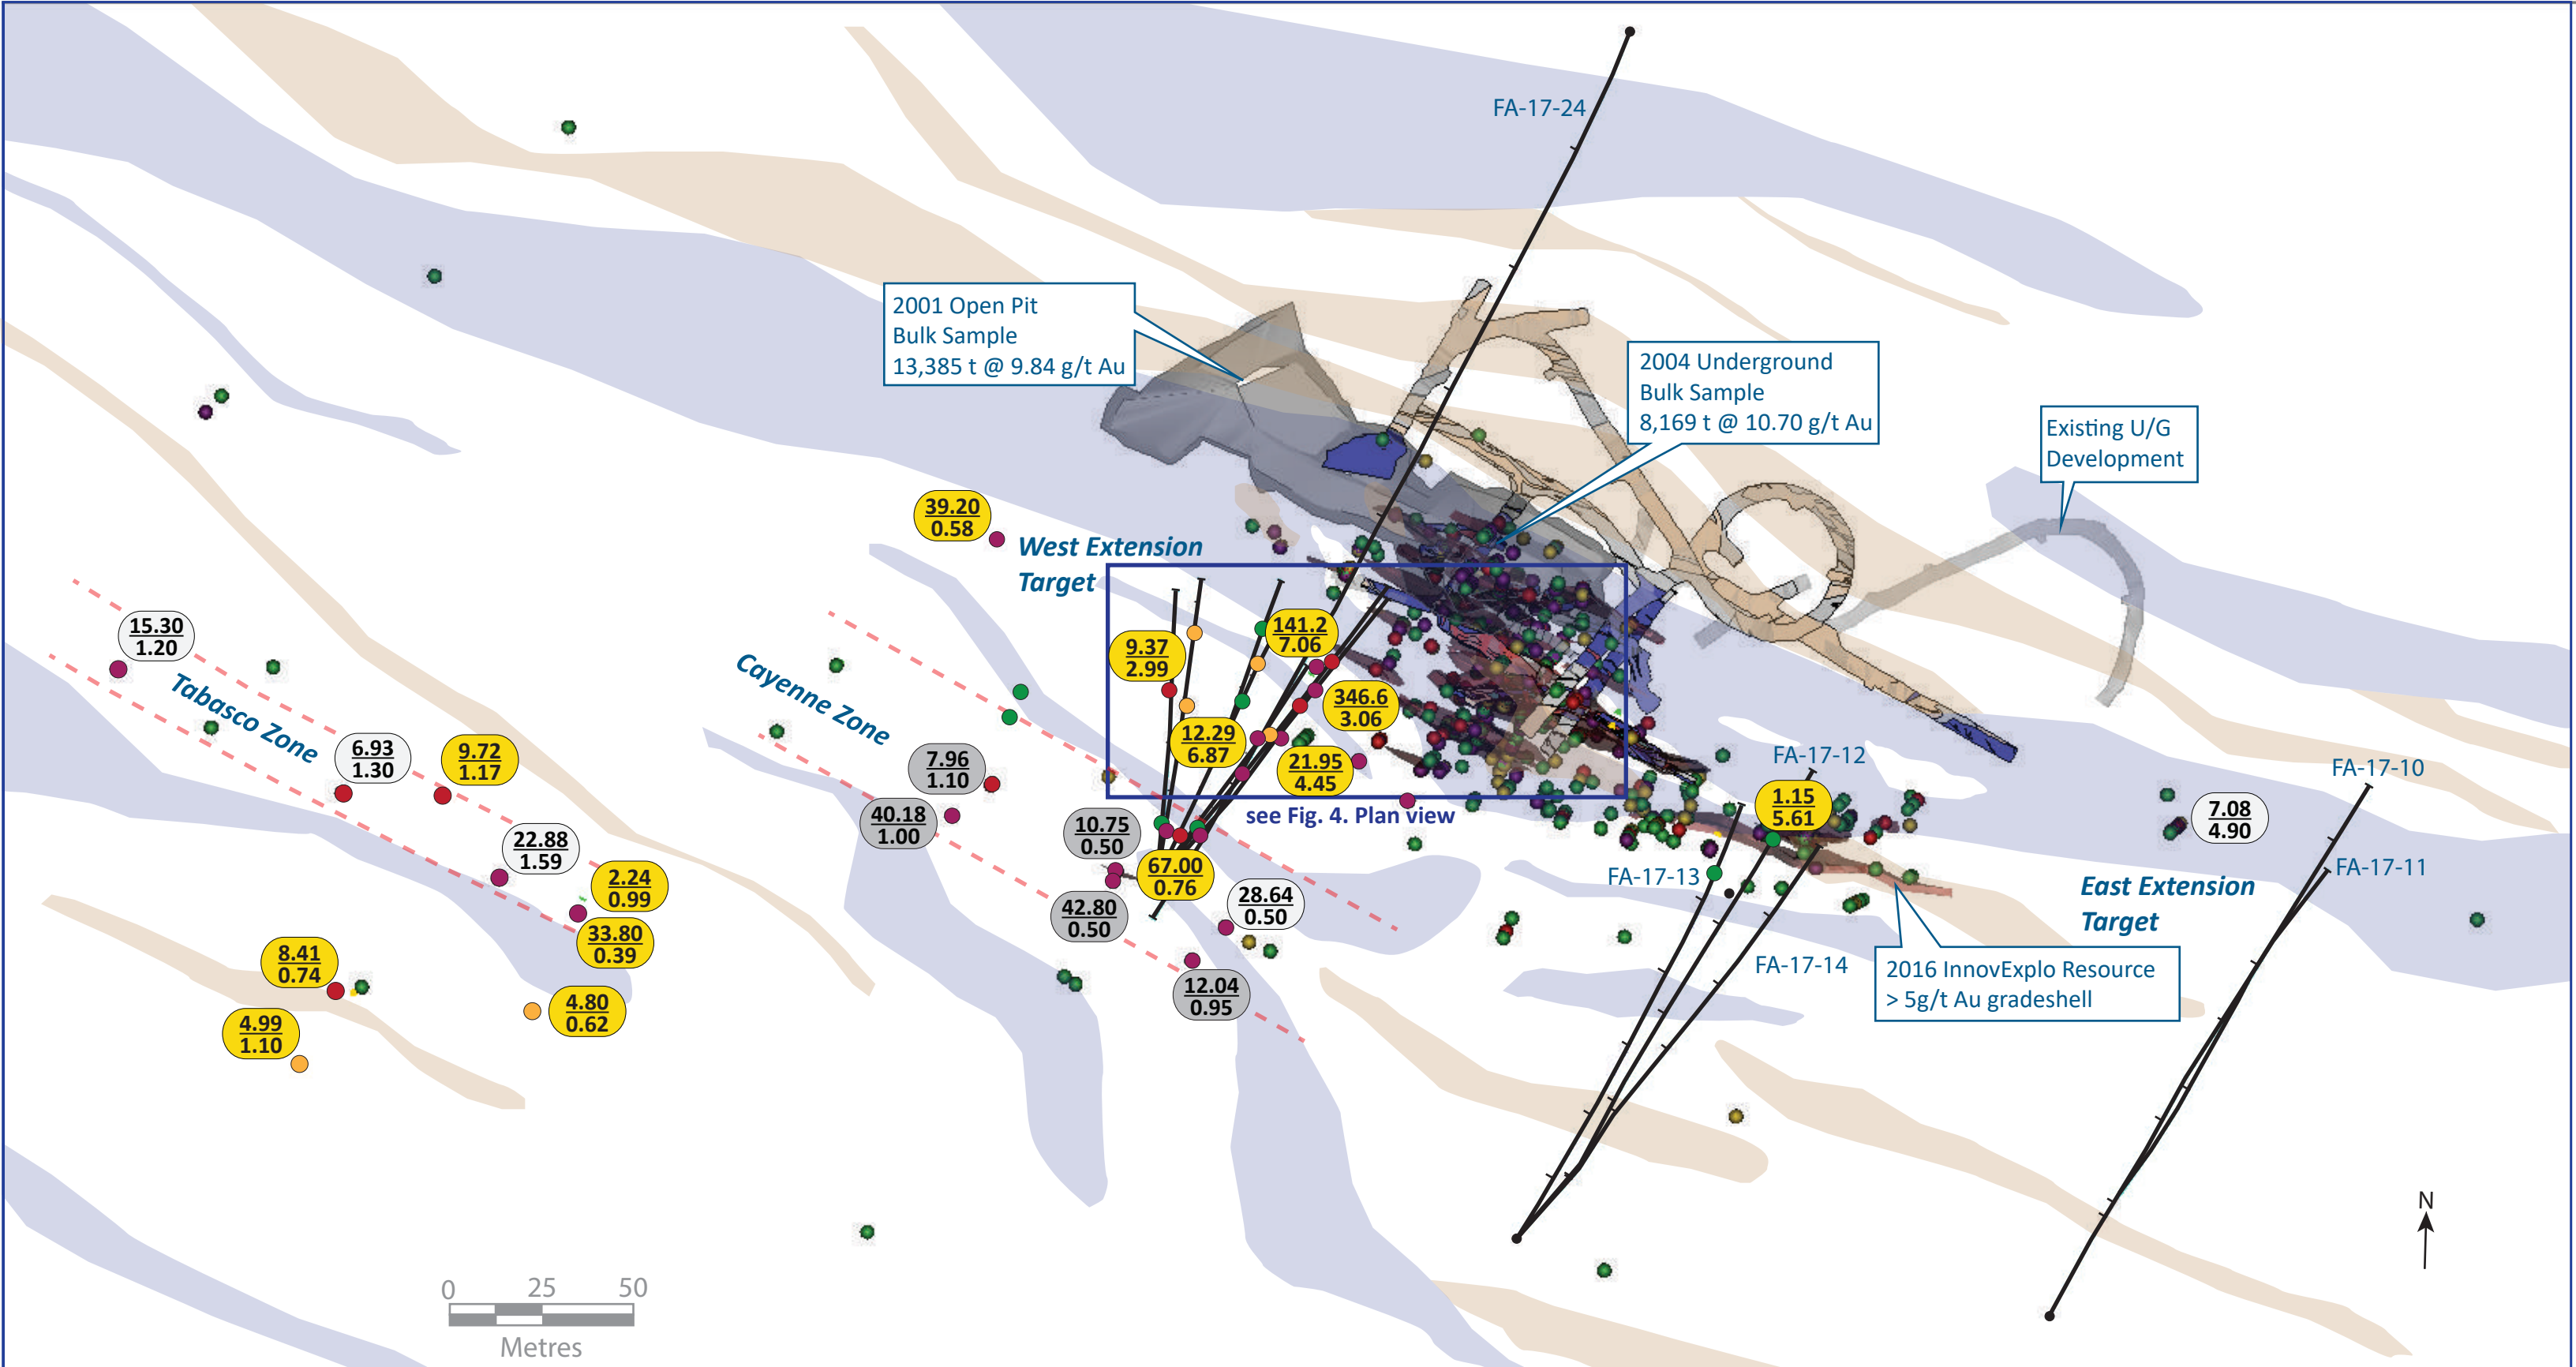 FA-17-24
2001 Open Pit
Bulk Sample
13,385 t @ 9.84 g/t Au
2004 Underground
Bulk Sample
8,169 t @ 10.70 g/t Au
Existing U/G
Development
39.20
0.58
West Extension
Target
15.30
1.20
Tabasco Zone
Cayenne Zone
9.37
2.99
141.2
7.06
346.6
3.06
12.29
6.87
21.95
4.45
6.93
1.30
9.72
1.17
7.96
1.10
40.18
1.00
see Fig. 4. Plan view
FA-17-12
1.15
5.61
FA-17-10
7.08
4.90
FA-17-11
10.75
0.50
22.88
1.59
67.00
0.76
FA-17-13
2.24
0.99
28.64
0.50
42.80
0.50
East Extension
Target
33.80
0.39
8.41
0.74
FA-17-14
2016 InnovExplo Resource
> 5g/t Au gradeshell
12.04
0.95
4.80
0.62
4.99
1.10
N
0 25 50
Metres